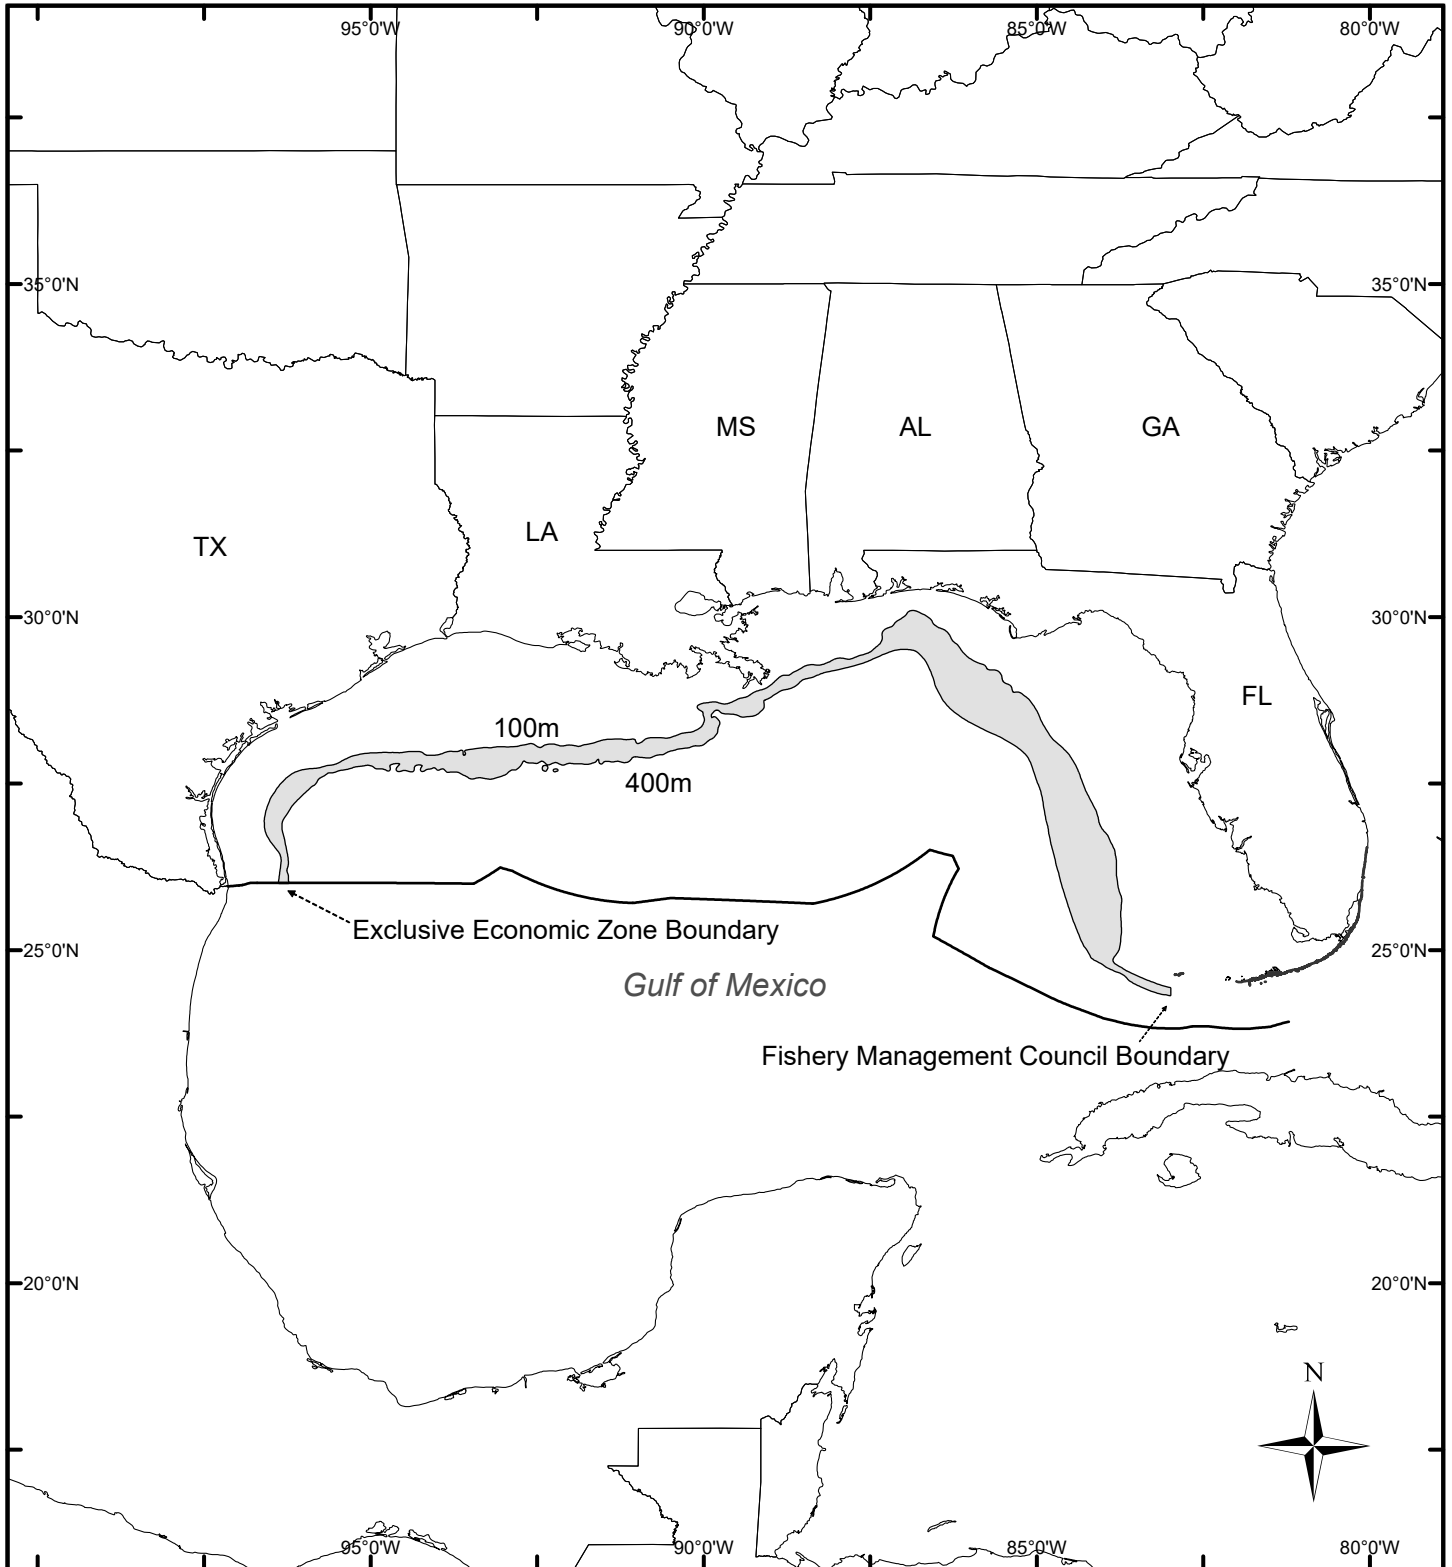 95°0'W 90°0'W 85°0'W 80°0'W
35°0'N 35°0'N
MS AL GA
LA
TX
30°0'N 30°0'N
FL
100m
400m
Exclusive Economic Zone Boundary
25°0'N 25°0'N
Gulf of Mexico
Fishery Management Council Boundary
20°0'N 20°0'N
N
95°0'W 90°0'W 85°0'W 80°0'W